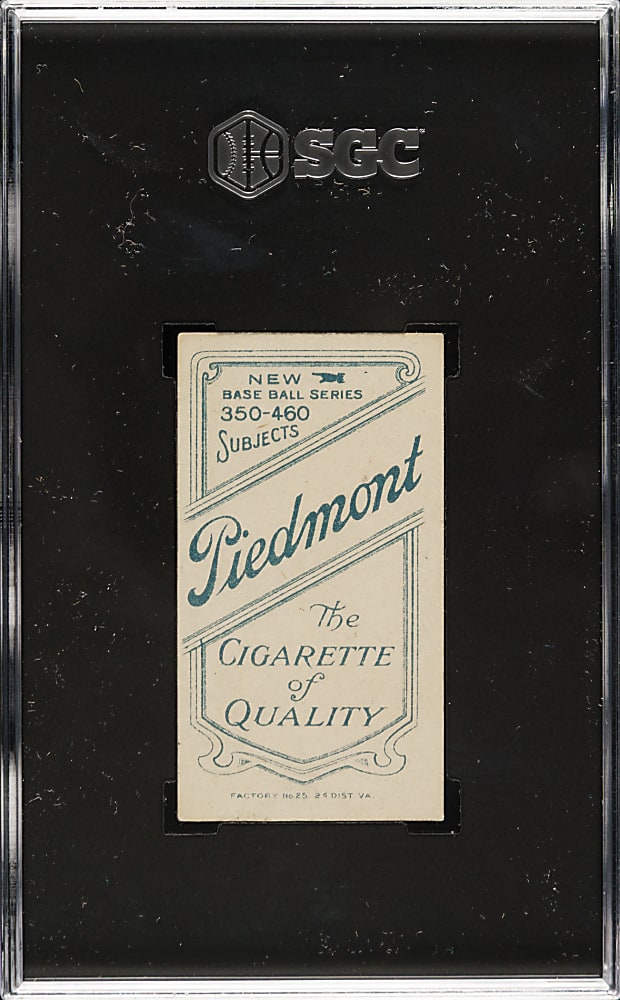 SGC
NEW
BASE BALL SERIES
350-460
SUBJECTS
Piedmont
The
CIGARETTE
of
QUALITY
FACTORY No. 25. 2d DIST. VA.